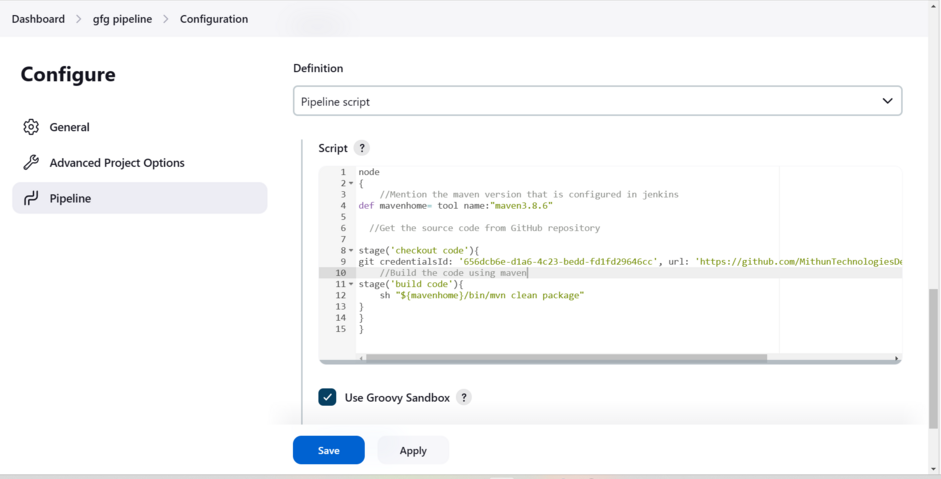 Dashboard > gfg pipeline > Configuration
Configure
General
Advanced Project Options
Pipeline
Definition
Pipeline script
Script ?
1 node
2 {
3 //Mention the maven version that is configured in jenkins
4 def mavenhome= tool name:"maven3.8.6"
5
6 //Get the source code from GitHub repository
7
8 stage('checkout code'){
9 git credentialsId: '656dcb6e-d1a6-4c23-bedd-fd1fd29646cc', url: 'https://github.com/MithunTechnologiesDe
10 //Build the code using maven
11 stage('build code'){
12 sh "${mavenhome}/bin/mvn clean package"
13 }
14 }
15 }
Use Groovy Sandbox ?
Save Apply